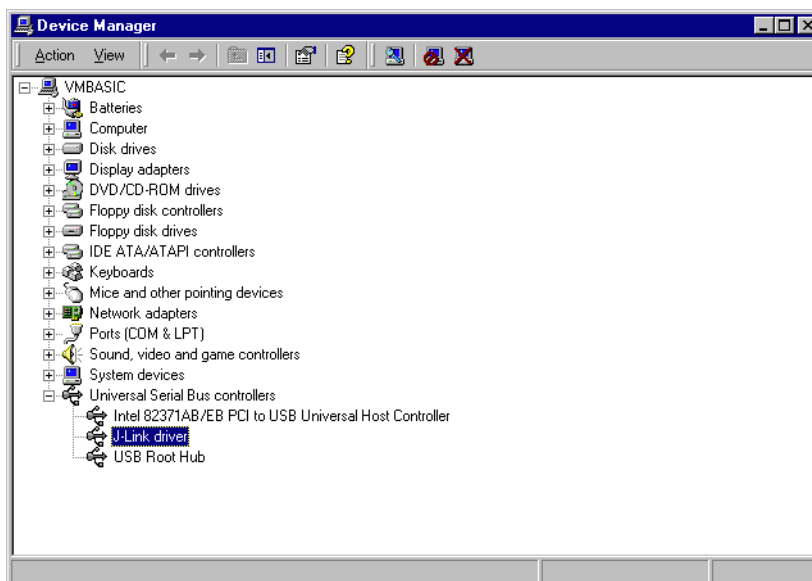 Device Manager
Action View
VMBASIC
Batteries
Computer
Disk drives
Display adapters
DVD/CD-ROM drives
Floppy disk controllers
Floppy disk drives
IDE ATA/ATAPI controllers
Keyboards
Mice and other pointing devices
Network adapters
Ports (COM & LPT)
Sound, video and game controllers
System devices
Universal Serial Bus controllers
Intel 82371AB/EB PCI to USB Universal Host Controller
J-Link driver
USB Root Hub